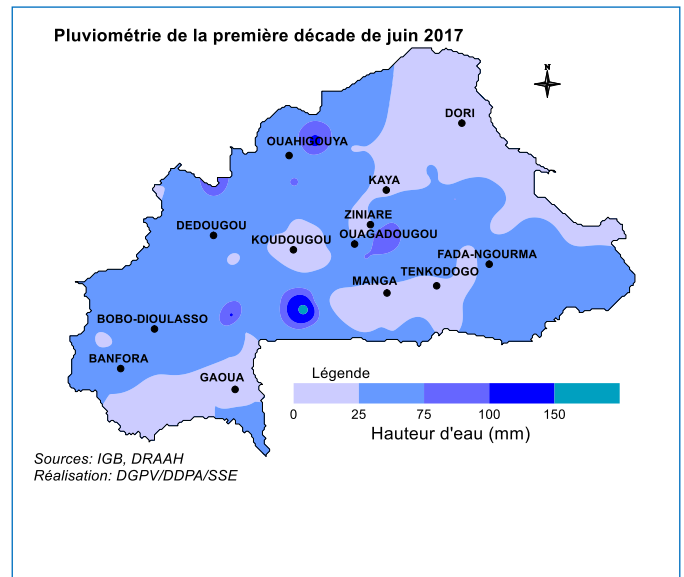 Pluviométrie de la première décade de juin 2017
N
DORI
OUAHIGOUYA
KAYA
ZINIARE
DEDOUGOU
OUAGADOUGOU
KOUDOUGOU
FADA-NGOURMA
TENKODOGO
MANGA
BOBO-DIOULASSO
BANFORA
GAOUA
Légende
0 25 75 100 150
Hauteur d'eau (mm)
Sources: IGB, DRAAH
Réalisation: DGPV/DDPA/SSE